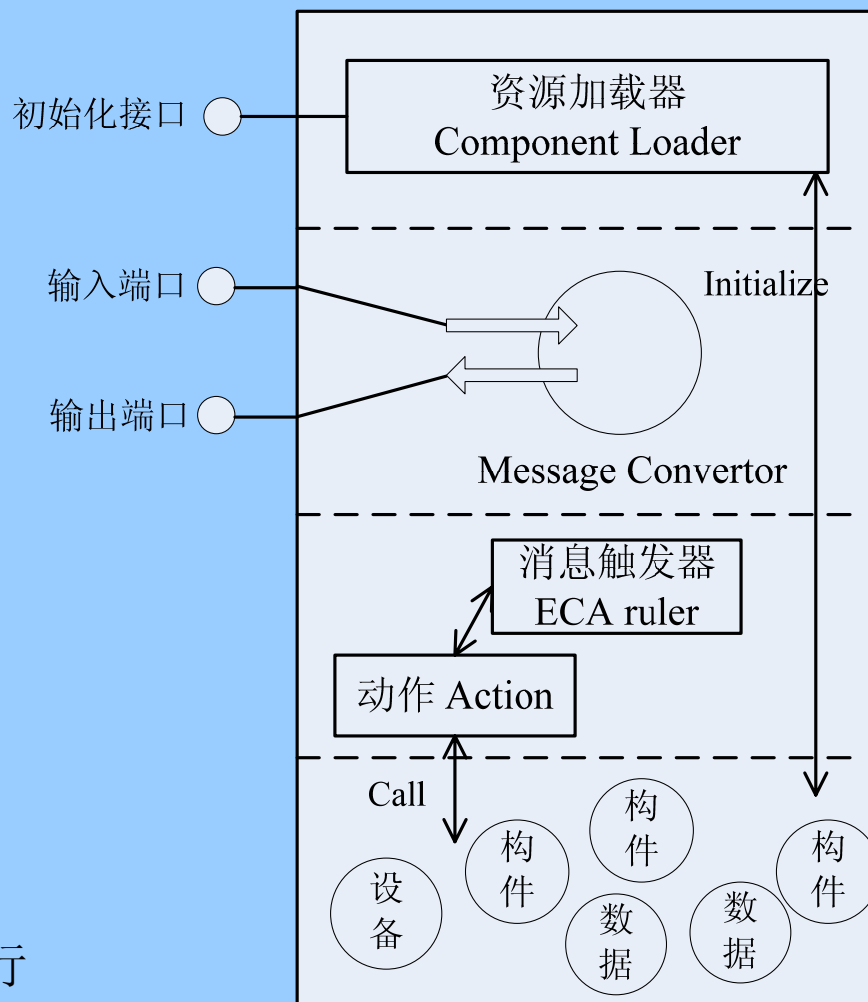 资源加载器
Component Loader
初始化接口
输入端口
Initialize
输出端口
Message Convertor
消息触发器
ECA ruler
动作 Action
Call
构件
构件
构件
设备
数据
数据
行